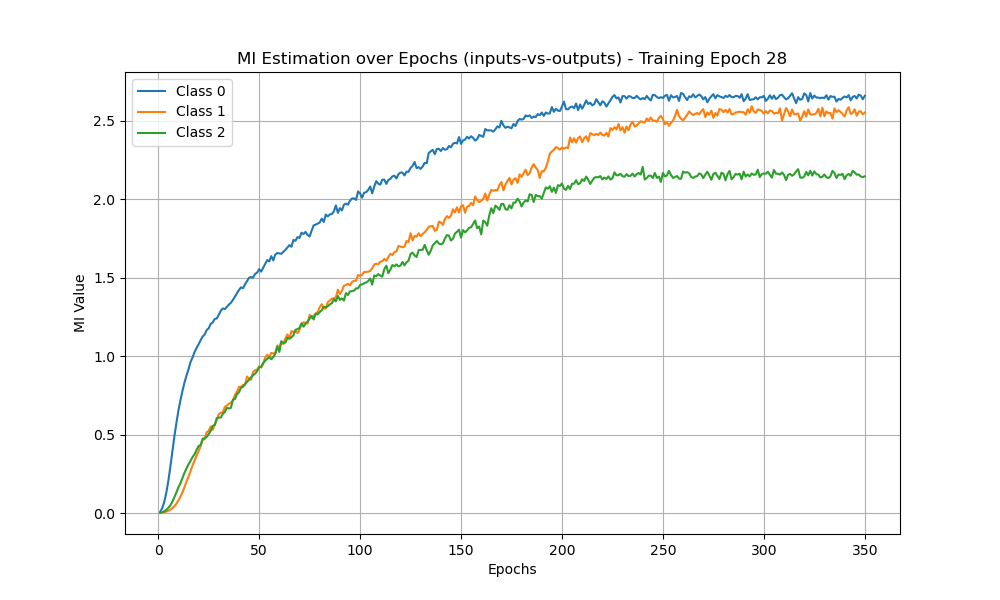 MI Estimation over Epochs (inputs-vs-outputs) - Training Epoch 28
Class 0
Class 1
Class 2
2.5
2.0
1.5
1.0
0.5
0.0
MI Value
0 50 100 150 200 250 300 350
Epochs